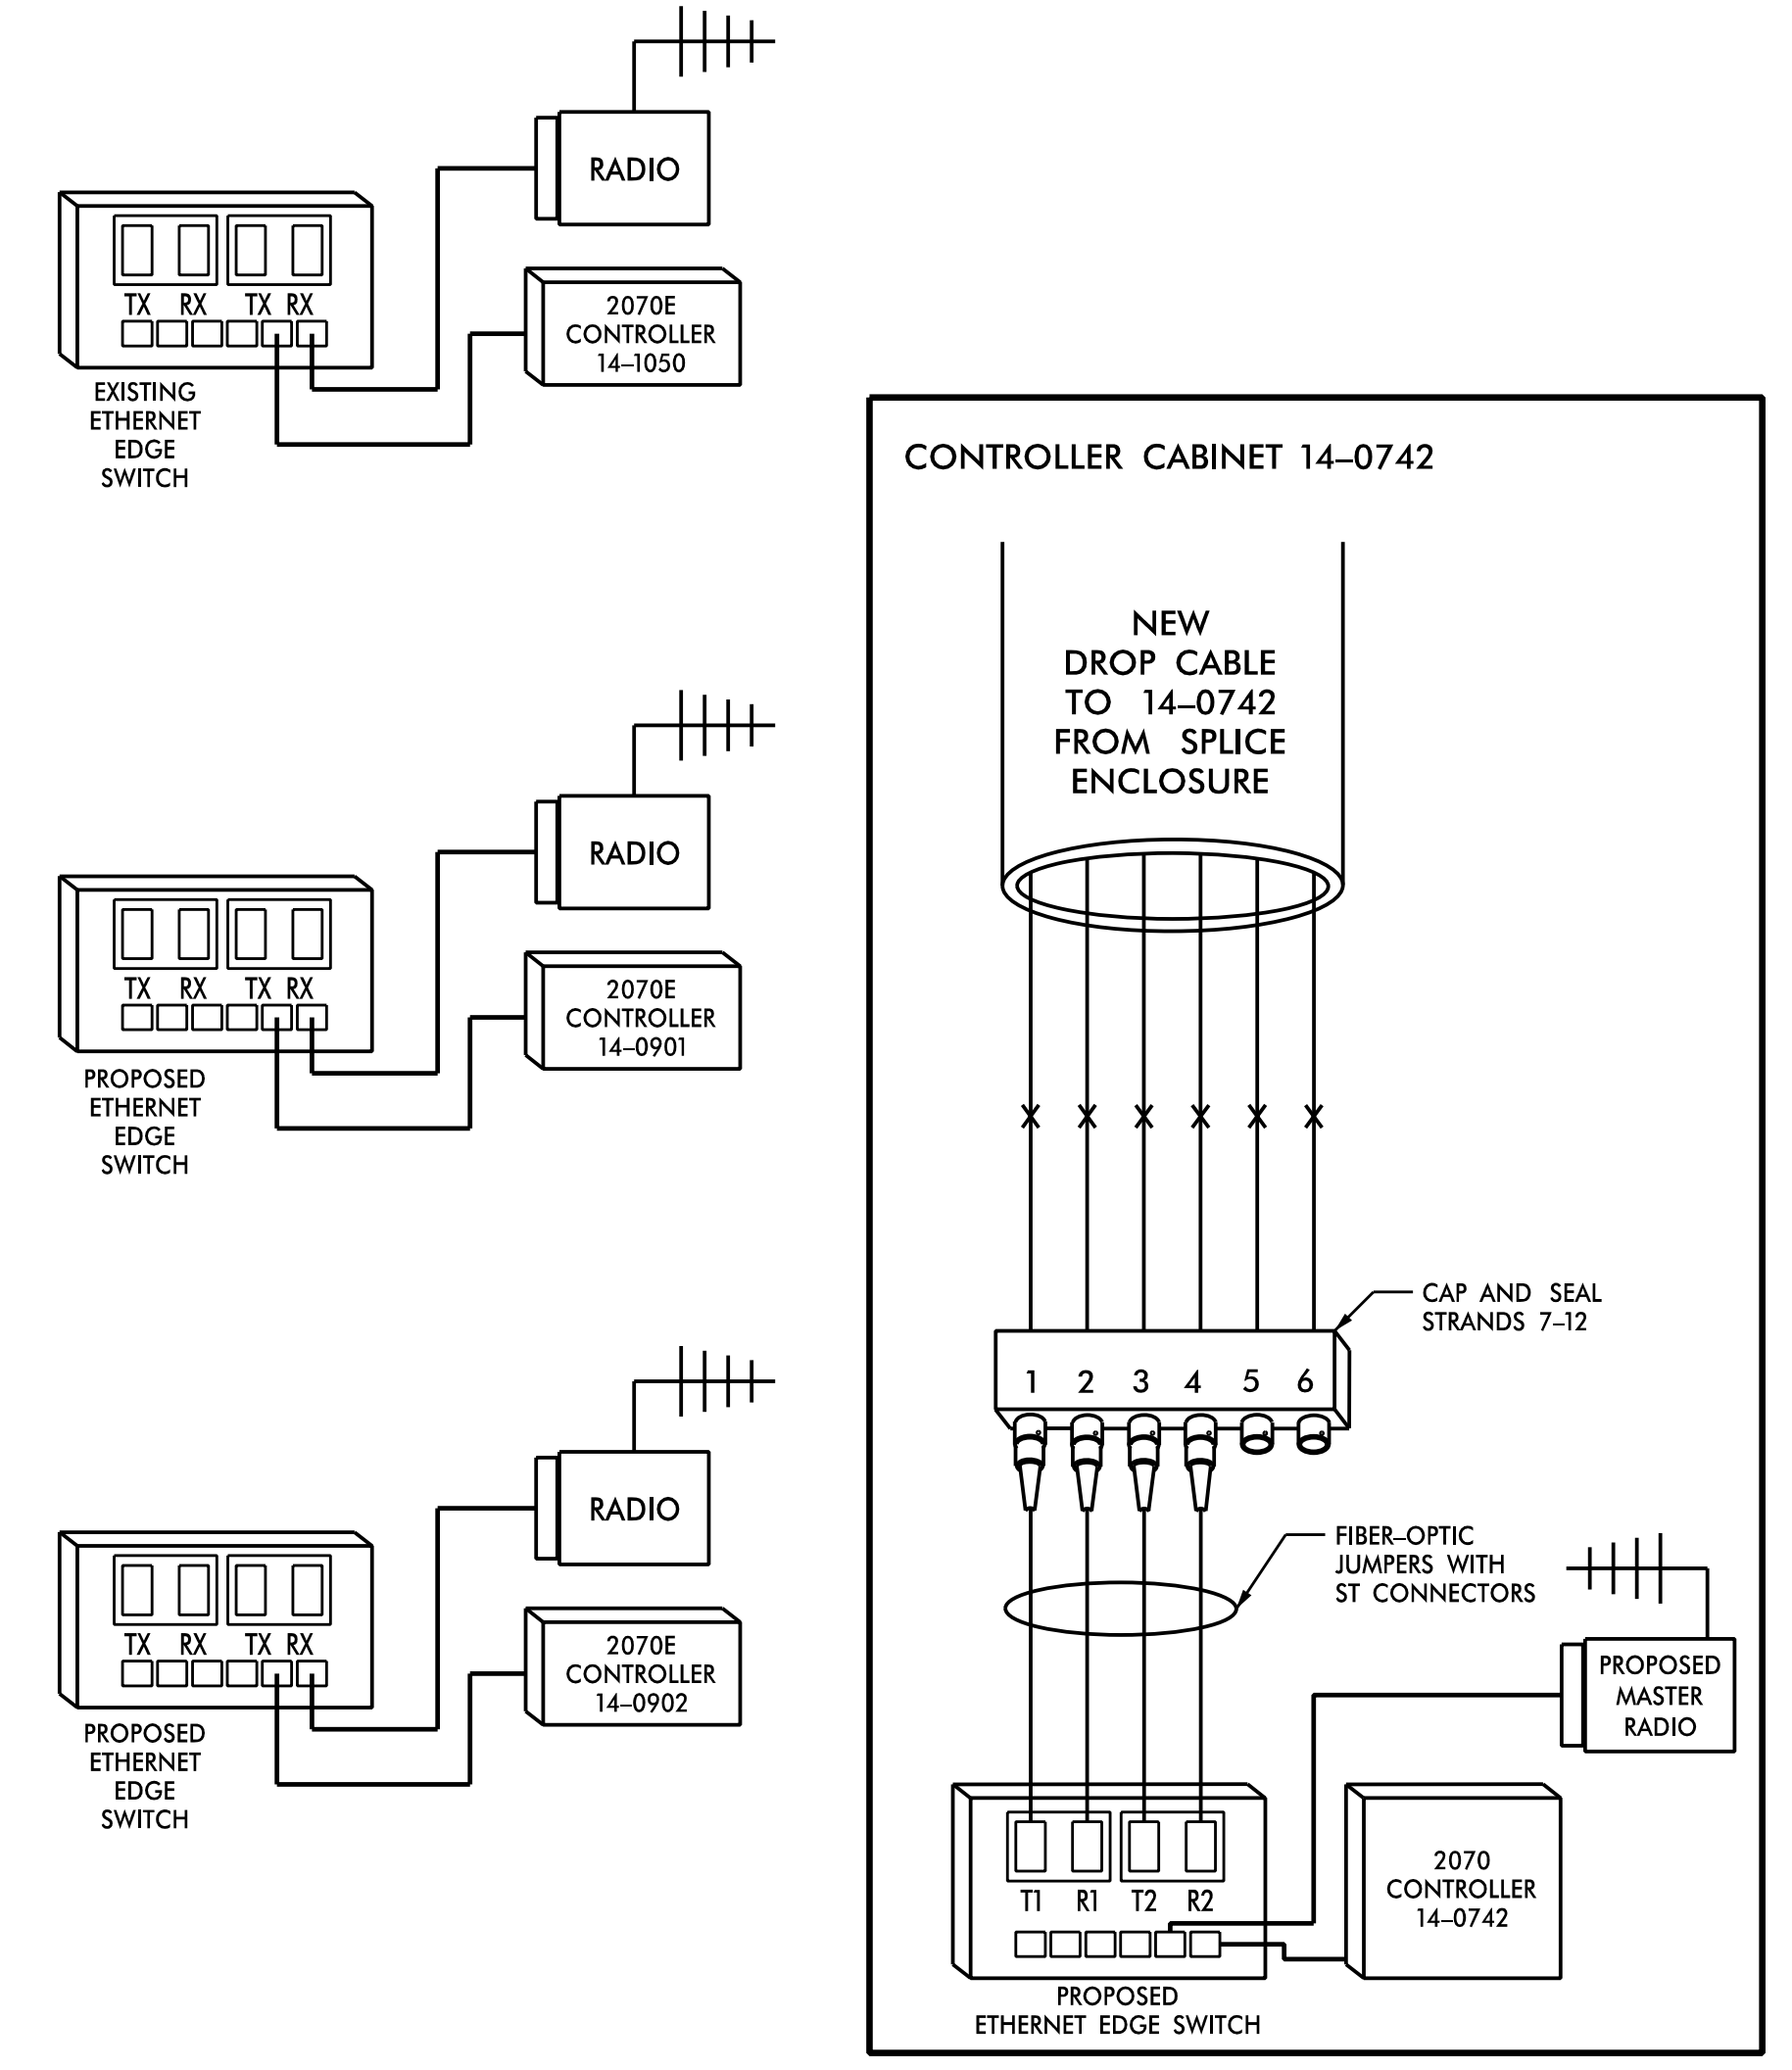 RADIO
TX RX TX RX
2070E
CONTROLLER
14-1050
EXISTING
ETHERNET
EDGE
SWITCH
RADIO
TX RX TX RX
2070E
CONTROLLER
14-0901
PROPOSED
ETHERNET
EDGE
SWITCH
RADIO
TX RX TX RX
2070E
CONTROLLER
14-0902
PROPOSED
ETHERNET
EDGE
SWITCH
CONTROLLER CABINET 14-0742
NEW
DROP CABLE
TO 14-0742
FROM SPLICE
ENCLOSURE
CAP AND SEAL
STRANDS 7-12
1 2 3 4 5 6
FIBER-OPTIC
JUMPERS WITH
ST CONNECTORS
PROPOSED
MASTER
RADIO
T1 R1 T2 R2
2070
CONTROLLER
14-0742
PROPOSED
ETHERNET EDGE SWITCH